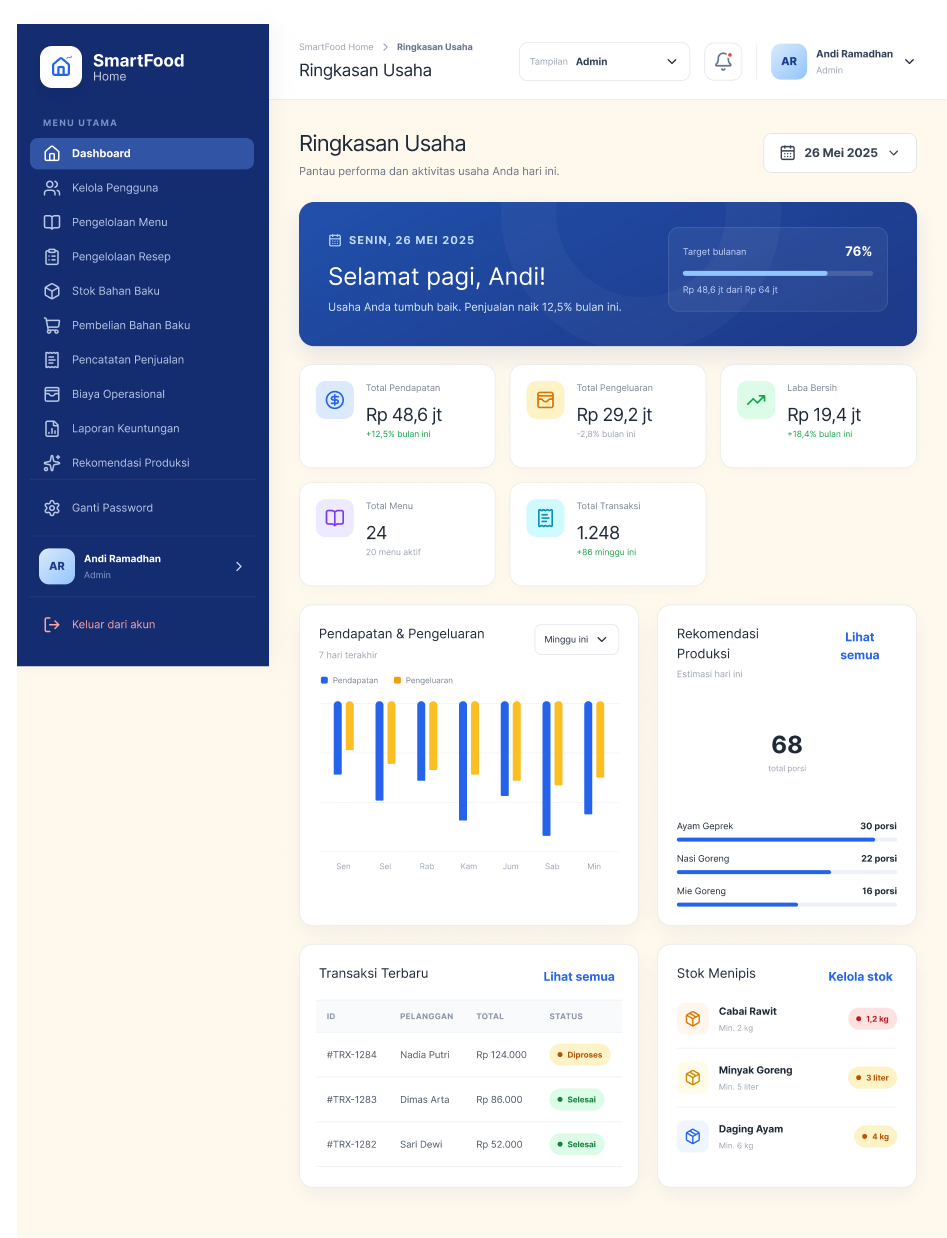 SmartFood
Home
MENU UTAMA
Dashboard
Kelola Pengguna
Pengelolaan Menu
Pengelolaan Resep
Stok Bahan Baku
Pembelian Bahan Baku
Pencatatan Penjualan
Biaya Operasional
Laporan Keuntungan
Rekomendasi Produksi
Ganti Password
AR
Andi Ramadhan
Admin
Keluar dari akun
SmartFood Home > Ringkasan Usaha
Ringkasan Usaha
Tampilan Admin
AR
Andi Ramadhan
Admin
Ringkasan Usaha
Pantau performa dan aktivitas usaha Anda hari ini.
26 Mei 2025
SENIN, 26 MEI 2025
Selamat pagi, Andi!
Usaha Anda tumbuh baik. Penjualan naik 12,5% bulan ini.
Target bulanan 76%
Rp 48,6 jt dari Rp 64 jt
Total Pendapatan
Rp 48,6 jt
+12,5% bulan ini
Total Pengeluaran
Rp 29,2 jt
-2,8% bulan ini
Laba Bersih
Rp 19,4 jt
+18,4% bulan ini
Total Menu
24
20 menu aktif
Total Transaksi
1.248
+86 minggu ini
Pendapatan & Pengeluaran
7 hari terakhir
Minggu ini
Pendapatan Pengeluaran
Sen Sel Rab Kam Jum Sab Min
Rekomendasi
Produksi
Estimasi hari ini
Lihat
semua
68
total porsi
Ayam Geprek 30 porsi
Nasi Goreng 22 porsi
Mie Goreng 16 porsi
Transaksi Terbaru Lihat semua
ID PELANGGAN TOTAL STATUS
#TRX-1284 Nadia Putri Rp 124.000 Diproses
#TRX-1283 Dimas Arta Rp 86.000 Selesai
#TRX-1282 Sari Dewi Rp 52.000 Selesai
Stok Menipis Kelola stok
Cabai Rawit
Min. 2 kg
1,2 kg
Minyak Goreng
Min. 5 liter
3 liter
Daging Ayam
Min. 6 kg
4 kg